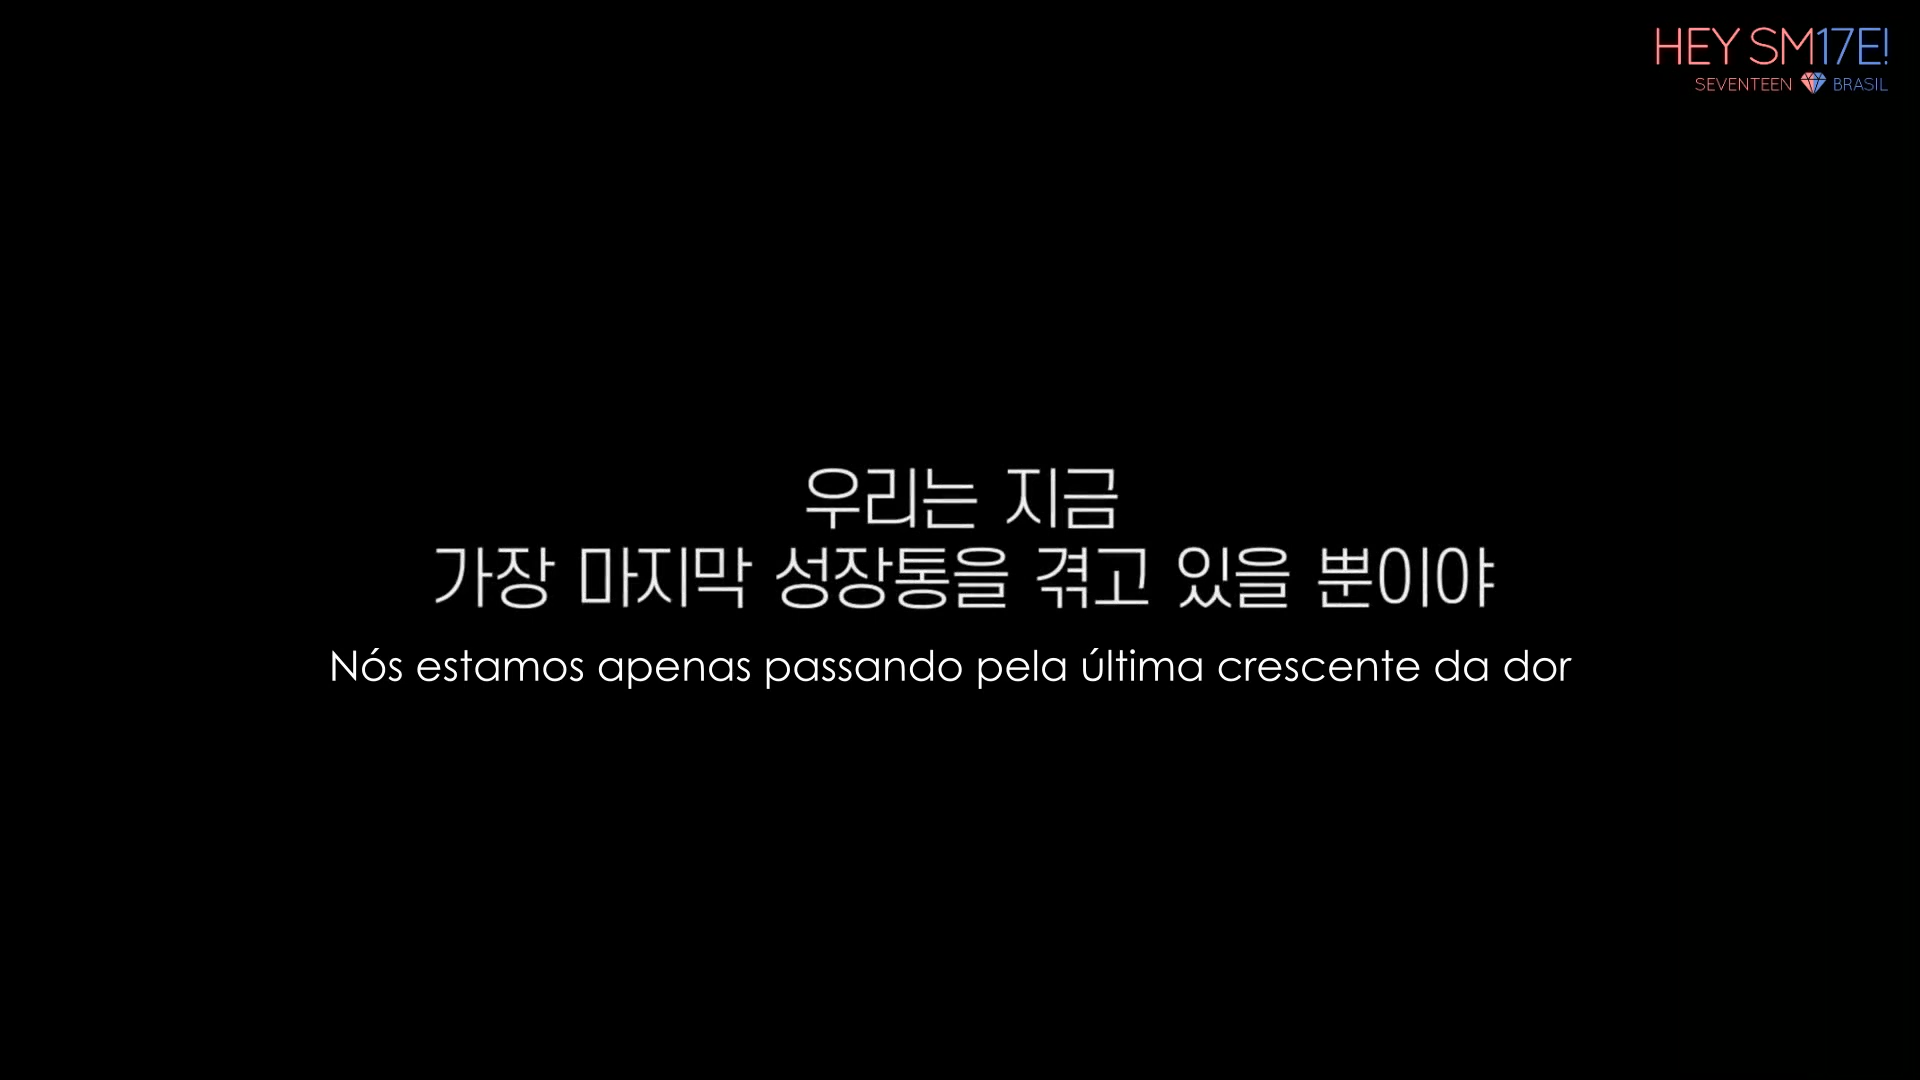 HEY SM17E!
SEVENTEEN BRASIL
우리는 지금
가장 마지막 성장통을 겪고 있을 뿐이야
Nós estamos apenas passando pela última crescente da dor